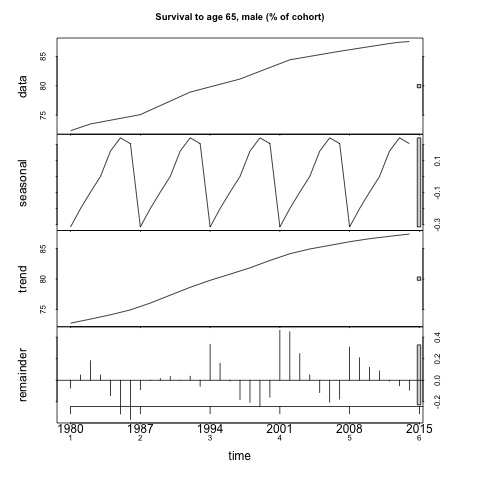 Survival to age 65, male (% of cohort)
data
75 80 85
seasonal
-0.3 -0.1 0.1
trend
75 80 85
remainder
-0.2 0.0 0.2 0.4
1980 1987 1994 2001 2008 2015
1 2 3 4 5 6
time